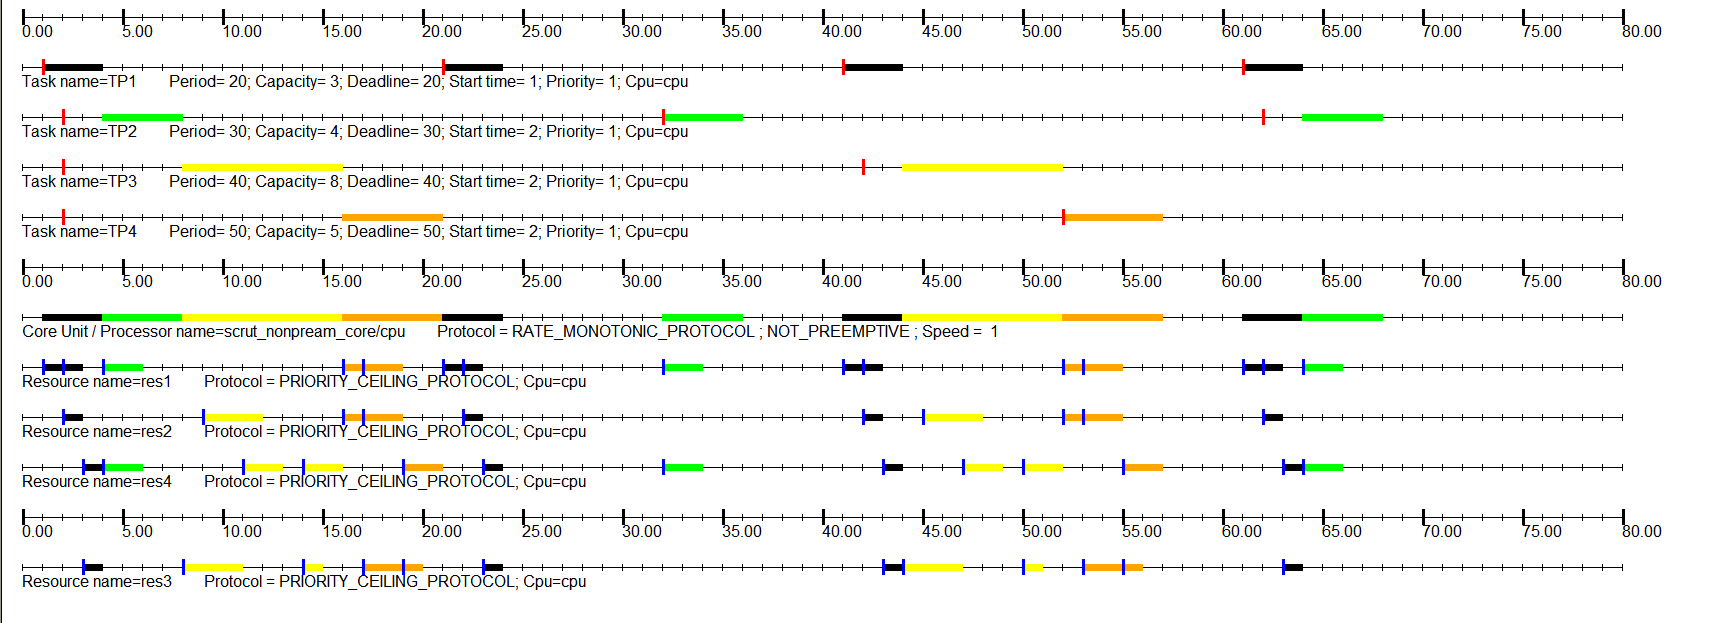 0.00 5.00 10.00 15.00 20.00 25.00 30.00 35.00 40.00 45.00 50.00 55.00 60.00 65.00 70.00 75.00 80.00
Task name=TP1 Period= 20; Capacity= 3; Deadline= 20; Start time= 1; Priority= 1; Cpu=cpu
Task name=TP2 Period= 30; Capacity= 4; Deadline= 30; Start time= 2; Priority= 1; Cpu=cpu
Task name=TP3 Period= 40; Capacity= 8; Deadline= 40; Start time= 2; Priority= 1; Cpu=cpu
Task name=TP4 Period= 50; Capacity= 5; Deadline= 50; Start time= 2; Priority= 1; Cpu=cpu
0.00 5.00 10.00 15.00 20.00 25.00 30.00 35.00 40.00 45.00 50.00 55.00 60.00 65.00 70.00 75.00 80.00
Core Unit / Processor name=scrut_nonpream_core/cpu Protocol = RATE_MONOTONIC_PROTOCOL ; NOT_PREEMPTIVE ; Speed = 1
Resource name=res1 Protocol = PRIORITY_CEILING_PROTOCOL; Cpu=cpu
Resource name=res2 Protocol = PRIORITY_CEILING_PROTOCOL; Cpu=cpu
Resource name=res4 Protocol = PRIORITY_CEILING_PROTOCOL; Cpu=cpu
0.00 5.00 10.00 15.00 20.00 25.00 30.00 35.00 40.00 45.00 50.00 55.00 60.00 65.00 70.00 75.00 80.00
Resource name=res3 Protocol = PRIORITY_CEILING_PROTOCOL; Cpu=cpu